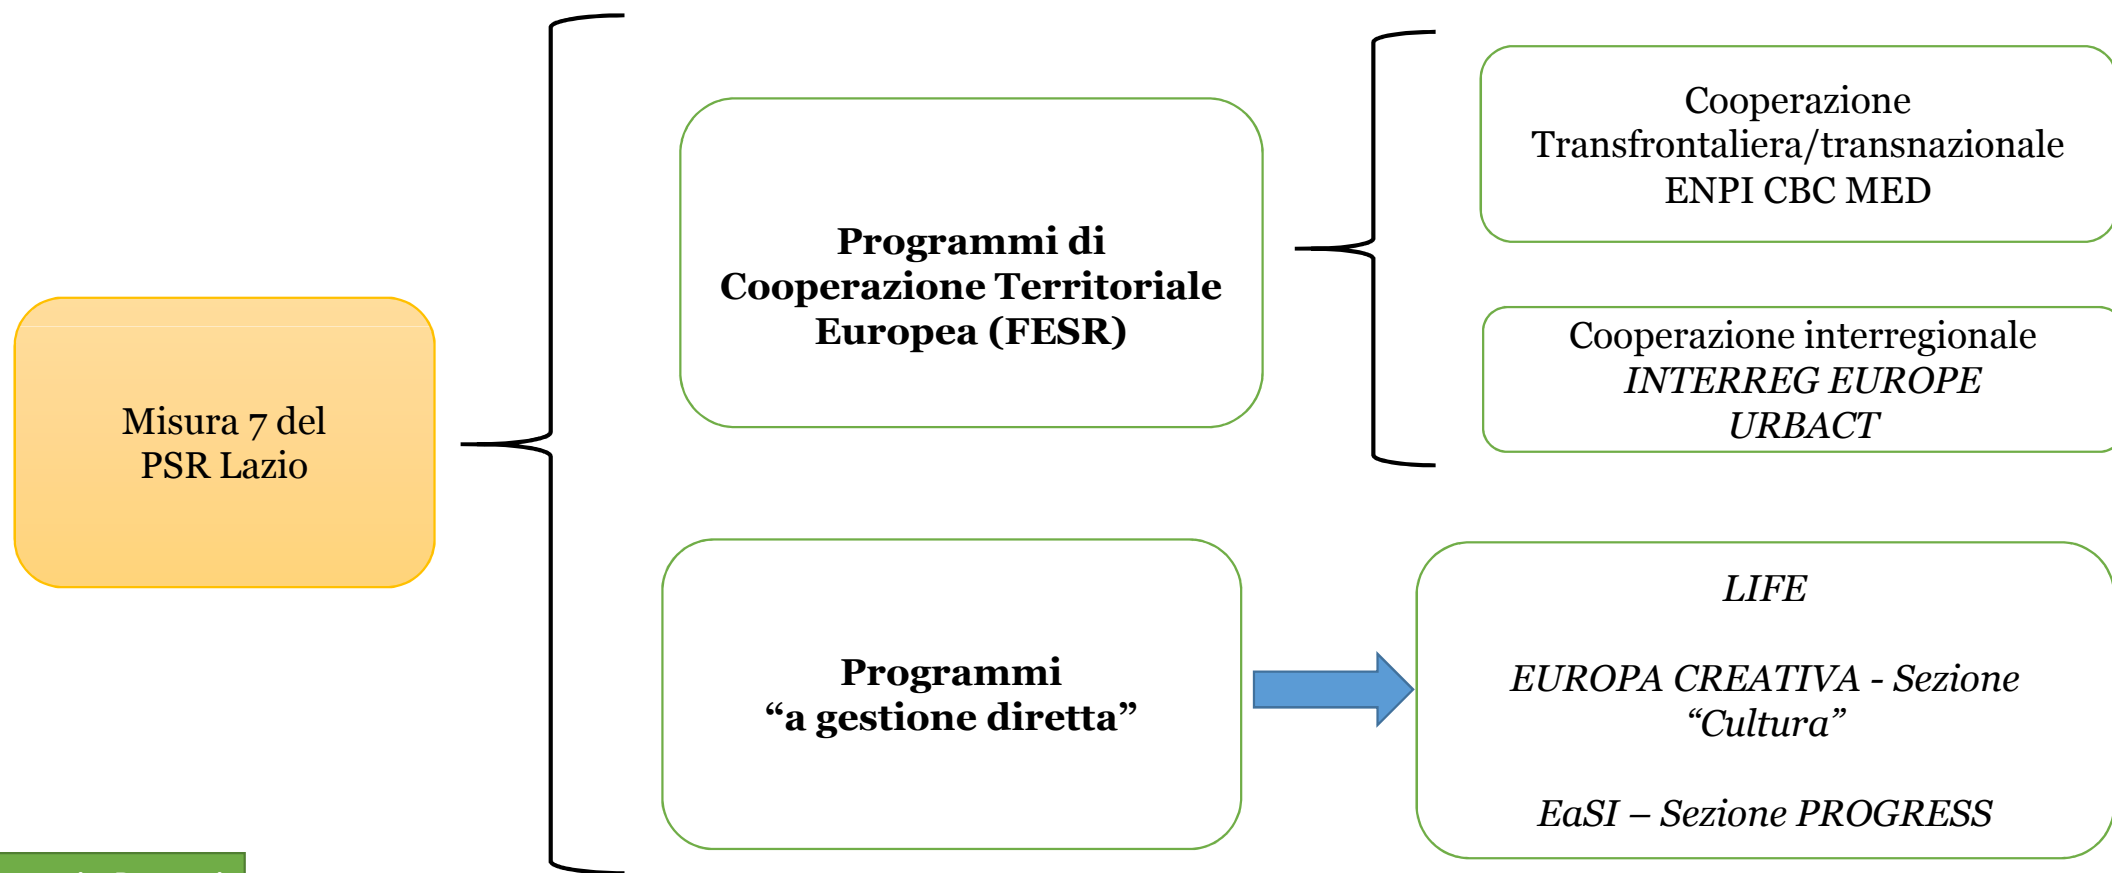 Misura 7 del
PSR Lazio
Programmi di
Cooperazione Territoriale
Europea (FESR)
Cooperazione
Transfrontaliera/transnazionale
ENPI CBC MED
Cooperazione interregionale
INTERREG EUROPE
URBACT
Programmi
“a gestione diretta”
LIFE
EUROPA CREATIVA - Sezione
“Cultura”
EaSI – Sezione PROGRESS